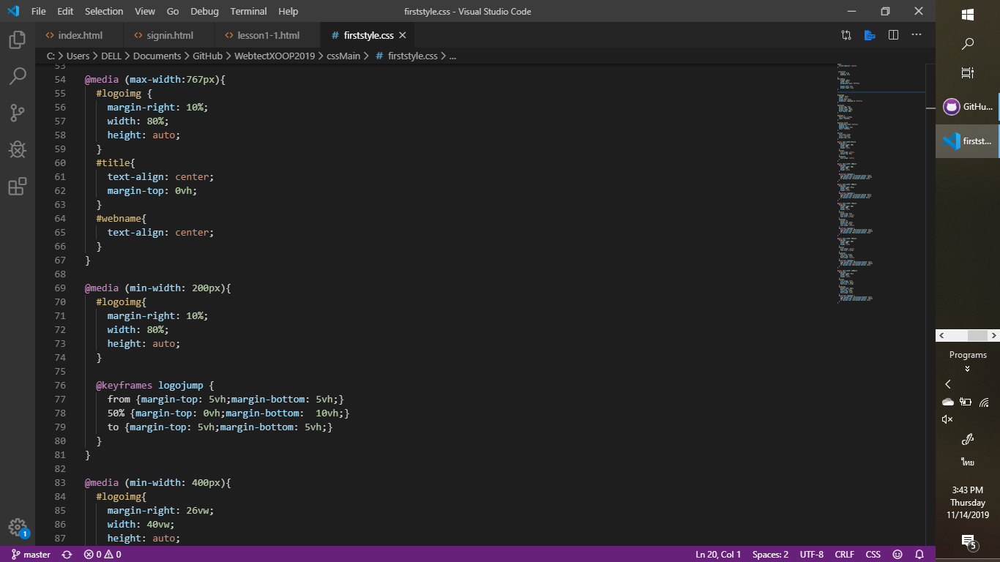 File Edit Selection View Go Debug Terminal Help firststyle.css - Visual Studio Code
index.html signin.html lesson1-1.html # firststyle.css
C: > Users > DELL > Documents > GitHub > WebtectXOOP2019 > cssMain > # firststyle.css > ...
53
54 @media (max-width:767px){
55 #logoimg {
56 margin-right: 10%;
57 width: 80%;
58 height: auto;
59 }
60 #title{
61 text-align: center;
62 margin-top: 0vh;
63 }
64 #webname{
65 text-align: center;
66 }
67 }
68
69 @media (min-width: 200px){
70 #logoimg{
71 margin-right: 10%;
72 width: 80%;
73 height: auto;
74 }
75
76 @keyframes logojump {
77 from {margin-top: 5vh;margin-bottom: 5vh;}
78 50% {margin-top: 0vh;margin-bottom:  10vh;}
79 to {margin-top: 5vh;margin-bottom: 5vh;}
80 }
81 }
82
83 @media (min-width: 400px){
84 #logoimg{
85 margin-right: 26vw;
86 width: 40vw;
87 height: auto;
1
master 0 0 Ln 20, Col 1 Spaces: 2 UTF-8 CRLF CSS
GitHu...
firstst...
Programs
ไทย
3:43 PM
Thursday
11/14/2019
5